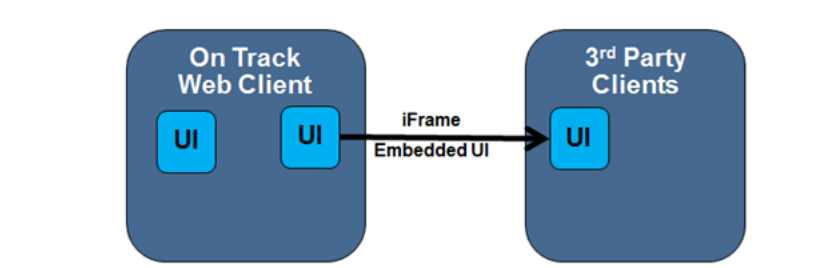 On Track
Web Client
UI
UI
iFrame
Embedded UI
3rd Party
Clients
UI